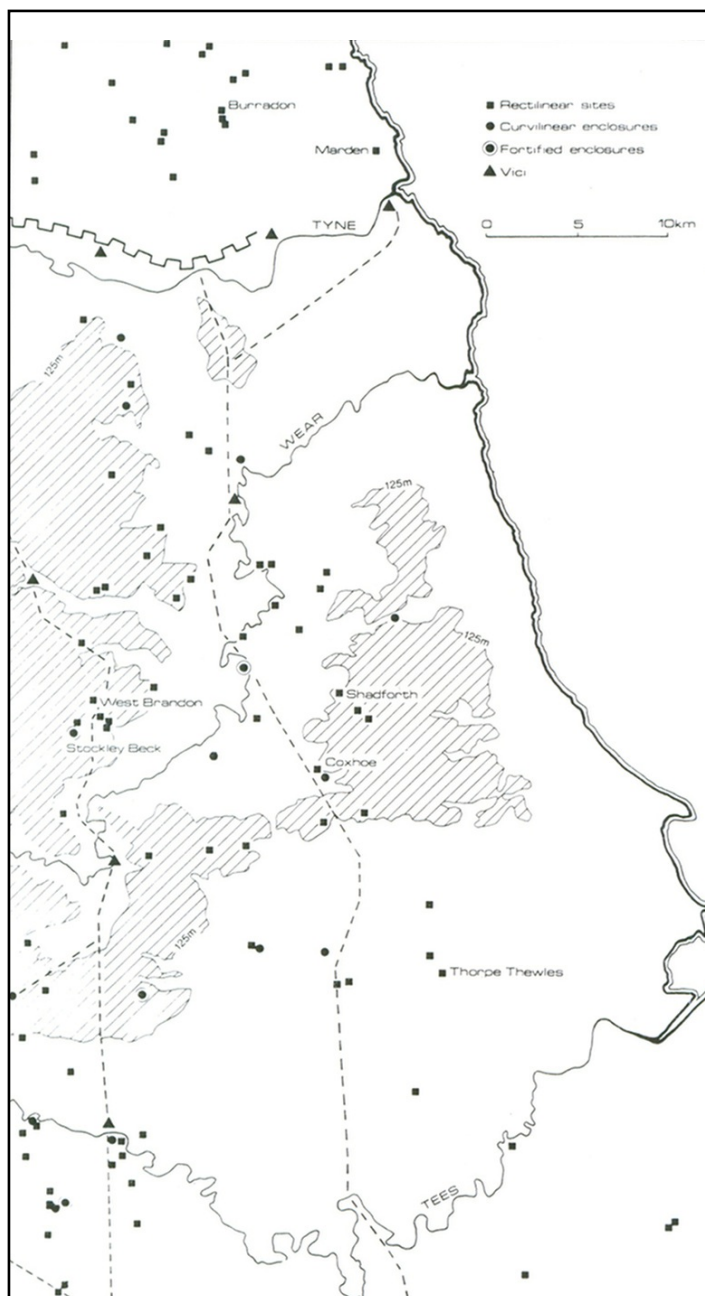 Burradon
Marden
Rectilinear sites
Curvilinear enclosures
Fortified enclosures
Vici
TYNE
0 5 10km
125m
WEAR
125m
125m
West Brandon
Stockley Beck
Shadforth
Coxhoe
125m
Thorpe Thewles
TEES